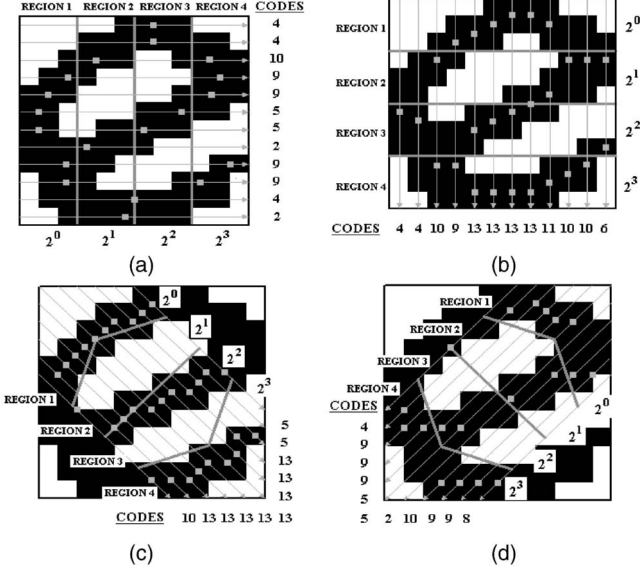 REGION 1 REGION 2 REGION 3 REGION 4 CODES
4
4
10
9
9
5
5
2
9
9
4
2
2^0 2^1 2^2 2^3
(a)
REGION 1 2^0
REGION 2 2^1
REGION 3 2^2
REGION 4 2^3
CODES 4 4 10 9 13 13 13 13 11 10 10 6
(b)
2^0
2^1
2^2
2^3
REGION 1
REGION 2
REGION 3
REGION 4
5
5
13
13
13
13
CODES 10 13 13 13 13 13
(c)
REGION 1
REGION 2
REGION 3
REGION 4
CODES
4
9
9
9
9
5
2^0
2^1
2^2
2^3
5 2 10 9 9 8
(d)